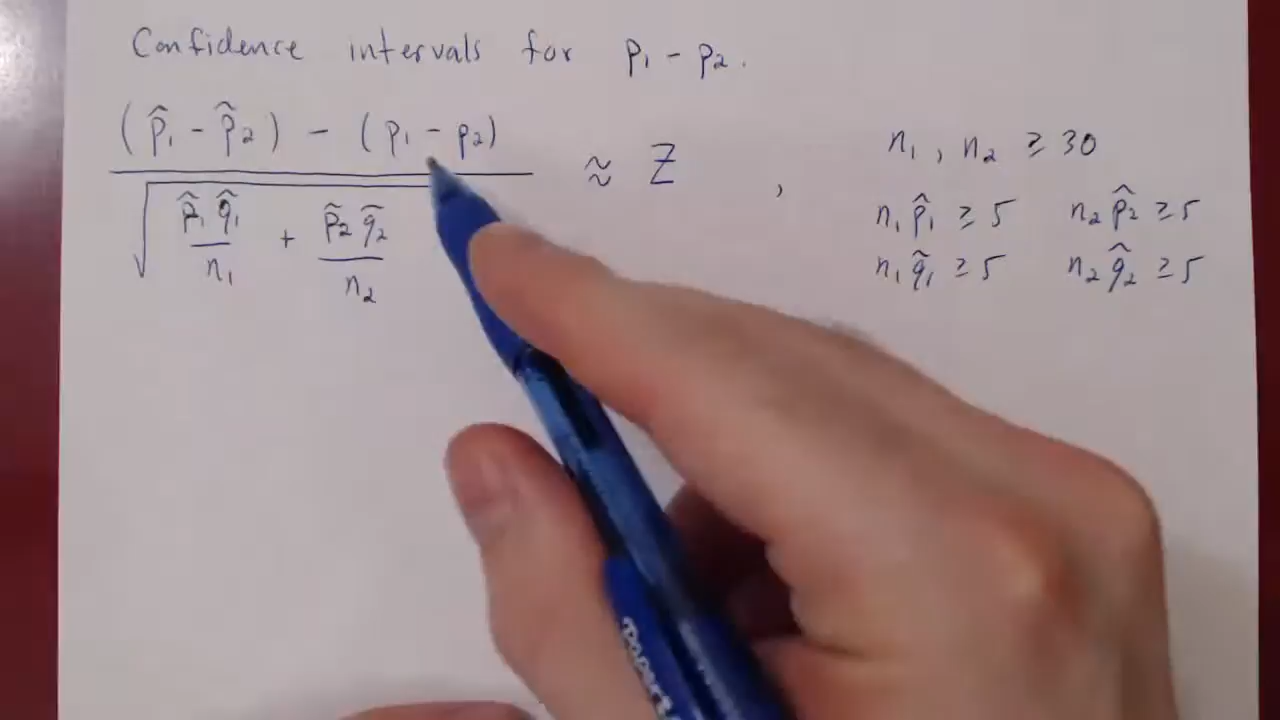 Confidence intervals for p₁ - p₂.
(p̂₁ - p̂₂) - (p₁ - p₂) / √(p̂₁q̂₁/n₁ + p̂₂q̂₂/n₂) ≈ Z , n₁, n₂ ≥ 30
n₁p̂₁ ≥ 5 n₂p̂₂ ≥ 5
n₁q̂₁ ≥ 5 n₂q̂₂ ≥ 5